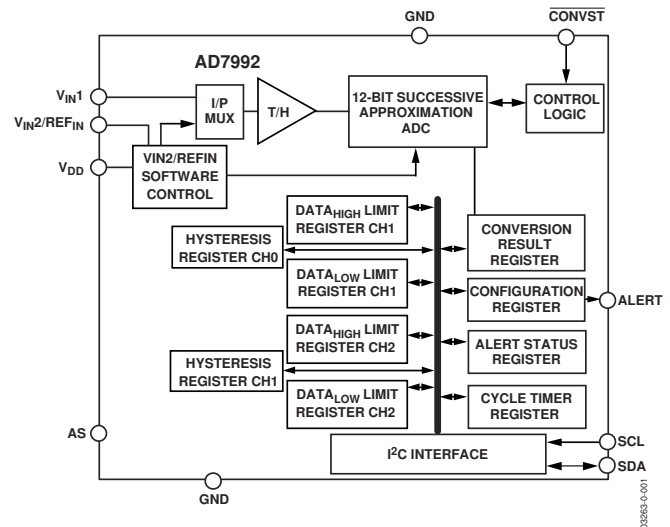 GND
CONVST
AD7992
VIN1
I/P
MUX
T/H
12-BIT SUCCESSIVE
APPROXIMATION
ADC
CONTROL
LOGIC
VIN2/REFIN
VDD
VIN2/REFIN
SOFTWARE
CONTROL
DATAHIGH LIMIT
REGISTER CH1
HYSTERESIS
REGISTER CH0
CONVERSION
RESULT
REGISTER
DATALOW LIMIT
REGISTER CH1
CONFIGURATION
REGISTER
ALERT
DATAHIGH LIMIT
REGISTER CH2
ALERT STATUS
REGISTER
HYSTERESIS
REGISTER CH1
DATALOW LIMIT
REGISTER CH2
CYCLE TIMER
REGISTER
AS
I2C INTERFACE
SCL
SDA
GND
03263-0-001